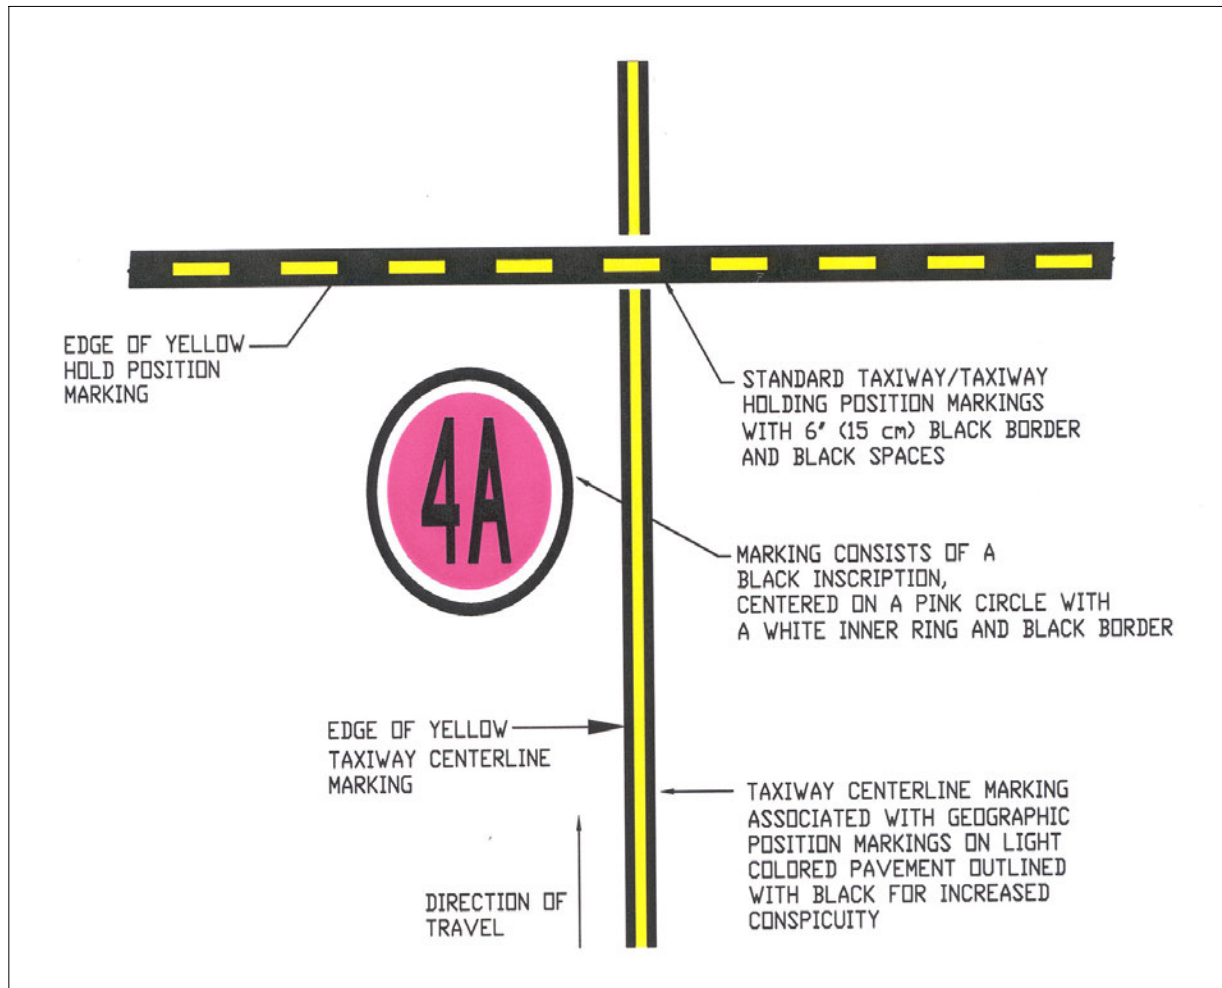 EDGE OF YELLOW
HOLD POSITION
MARKING
STANDARD TAXIWAY/TAXIWAY
HOLDING POSITION MARKINGS
WITH 6" (15 cm) BLACK BORDER
AND BLACK SPACES
4A
MARKING CONSISTS OF A
BLACK INSCRIPTION,
CENTERED ON A PINK CIRCLE WITH
A WHITE INNER RING AND BLACK BORDER
EDGE OF YELLOW
TAXIWAY CENTERLINE
MARKING
TAXIWAY CENTERLINE MARKING
ASSOCIATED WITH GEOGRAPHIC
POSITION MARKINGS ON LIGHT
COLORED PAVEMENT OUTLINED
WITH BLACK FOR INCREASED
CONSPICUITY
DIRECTION OF
TRAVEL